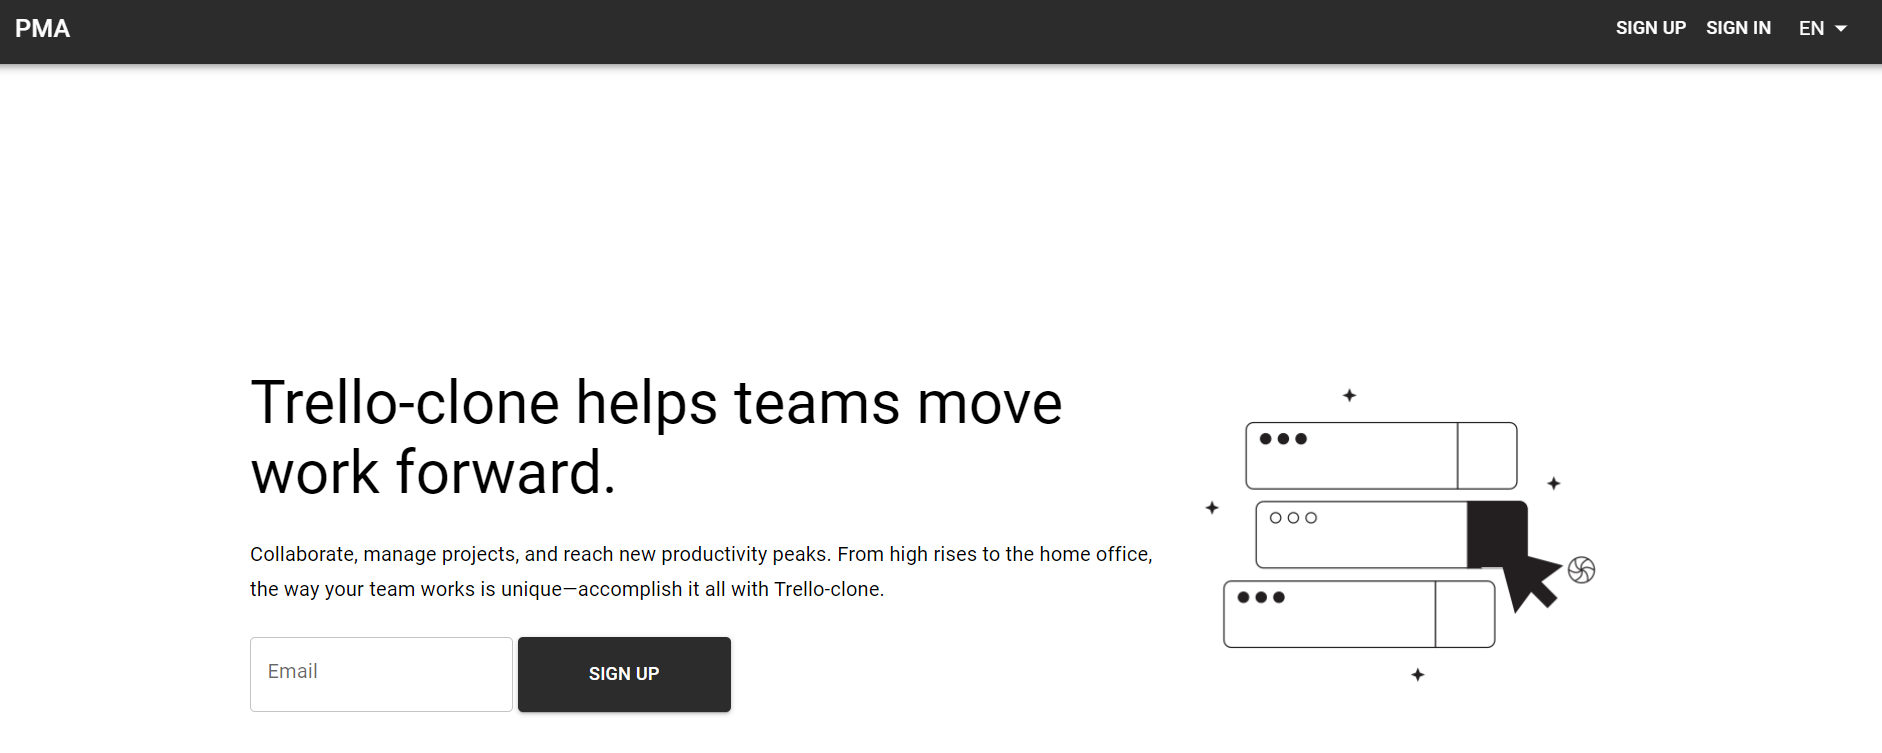 PMA
SIGN UP SIGN IN EN
Trello-clone helps teams move
work forward.
Collaborate, manage projects, and reach new productivity peaks. From high rises to the home office,
the way your team works is unique—accomplish it all with Trello-clone.
Email
SIGN UP